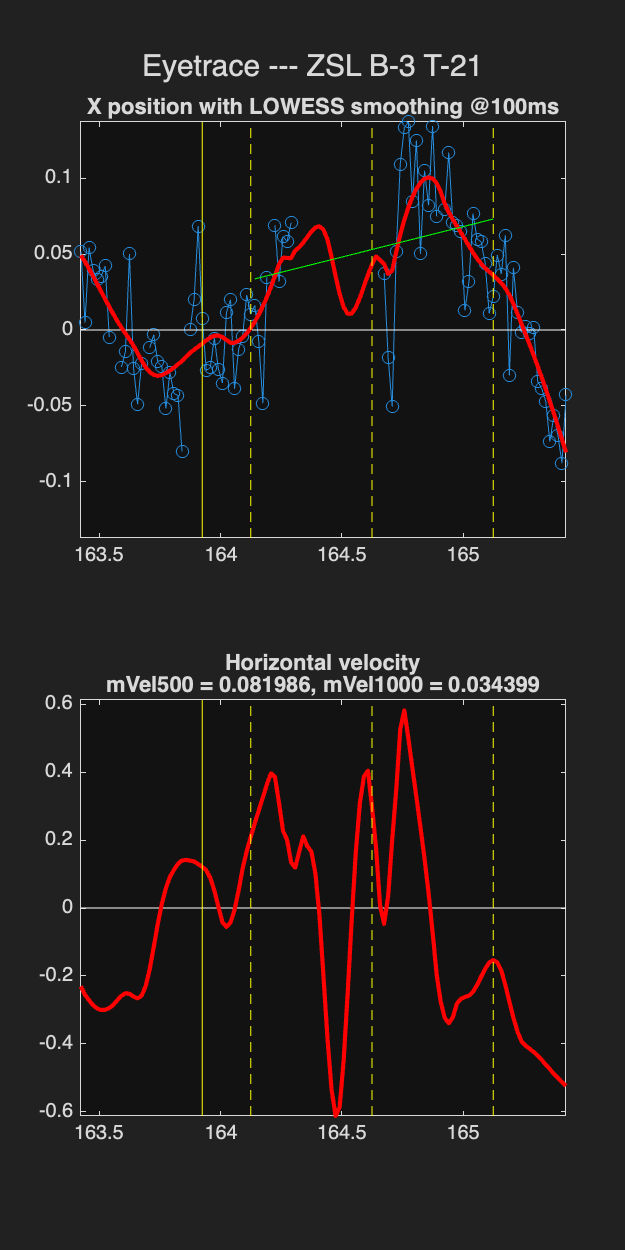 Eyetrace --- ZSL B-3 T-21
X position with LOWESS smoothing @100ms
0.1
0.05
0
-0.05
-0.1
163.5 164 164.5 165
Horizontal velocity
mVel500 = 0.081986, mVel1000 = 0.034399
0.6
0.4
0.2
0
-0.2
-0.4
-0.6
163.5 164 164.5 165